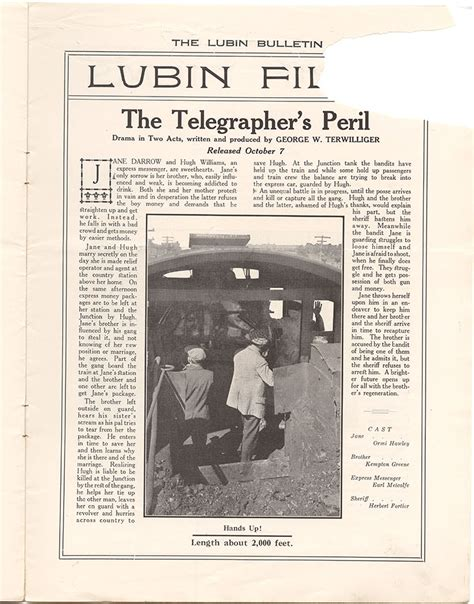 THE LUBIN BULLETIN
LUBIN FIL
The Telegrapher's Peril
Drama in Two Acts, written and produced by GEORGE W. TERWILLIGER
Released October 7
JANE DARROW and Hugh Williams, an
express messenger, are sweethearts. Jane's
only sorrow is her brother, who, easily influ-
enced and weak, is becoming addicted to
drink. Both she and her mother protest
in vain and in desperation the latter refuses
the boy money and demands that he
straighten up and get
work. Instead,
he falls in with a bad
crowd and gets money
by easier methods.
Jane and Hugh
marry secretly on the
day she is made relief
operator and agent at
the country station
above her home. On
the same afternoon
express money pack-
ages are to be left at
her station and the
Junction by Hugh.
Jane's brother is in-
fluenced by his gang
to steal it, and not
knowing of her new
position or marriage,
he agrees. Part of
the gang board the
train at Jane's station
and the brother and
one other are left to
get Jane's package.
The brother left
outside on guard,
hears his sister's
scream as his pal tries
to tear from her the
package. He enters
in time to save her
and then learns why
she is there and of the
marriage. Realizing
Hugh is liable to be
killed at the Junction
by the rest of the gang,
he helps her tie up
the other man, leaves
her on guard with a
revolver and hurries
across country to
save Hugh. At the Junction tank the bandits have
held up the train and while some hold up passengers
and train crew the balance are trying to break into
the express car, guarded by Hugh.
An unequal battle is in progress, until the posse arrives
and kill or capture all the gang. Hugh and the brother
and the latter, ashamed of Hugh's thanks, would explain
his part, but the
sheriff hastens him
away. Meanwhile
the bandit Jane is
guarding struggles to
loose himself and
Jane is afraid to shoot,
when he finally does
get free. They strug-
gle and he gets pos-
session of both gun
and money.
Jane throws herself
upon him in an en-
deavor to keep him
there and her brother
and the sheriff arrive
in time to recapture
him. The brother is
accused by the bandit
of being one of them
and he admits it, but
the sheriff refuses to
arrest him. A bright-
er future opens up
for all with the broth-
er's regeneration.
CAST
Jane
Ormi Hawley
Brother
Kempton Greene
Express Messenger
Earl Metcalfe
Sheriff
Herbert Fortier
Hands Up!
Length about 2,000 feet.